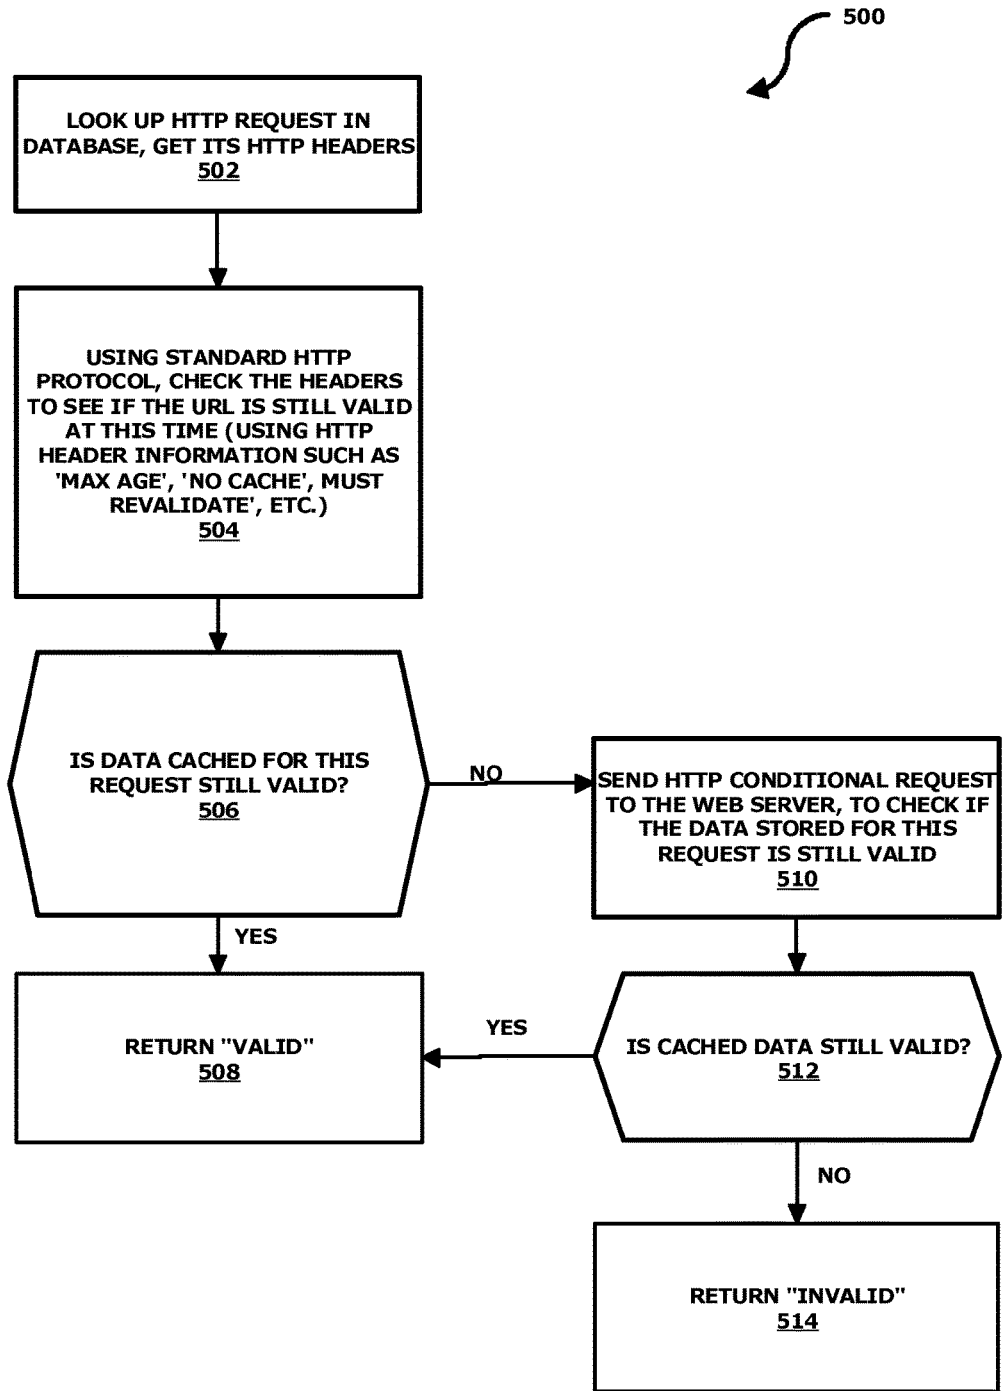 500
LOOK UP HTTP REQUEST IN
DATABASE, GET ITS HTTP HEADERS
502
USING STANDARD HTTP
PROTOCOL, CHECK THE HEADERS
TO SEE IF THE URL IS STILL VALID
AT THIS TIME (USING HTTP
HEADER INFORMATION SUCH AS
'MAX AGE', 'NO CACHE', MUST
REVALIDATE', ETC.)
504
IS DATA CACHED FOR THIS
REQUEST STILL VALID?
506
NO
SEND HTTP CONDITIONAL REQUEST
TO THE WEB SERVER, TO CHECK IF
THE DATA STORED FOR THIS
REQUEST IS STILL VALID
510
YES
RETURN "VALID"
508
YES
IS CACHED DATA STILL VALID?
512
NO
RETURN "INVALID"
514